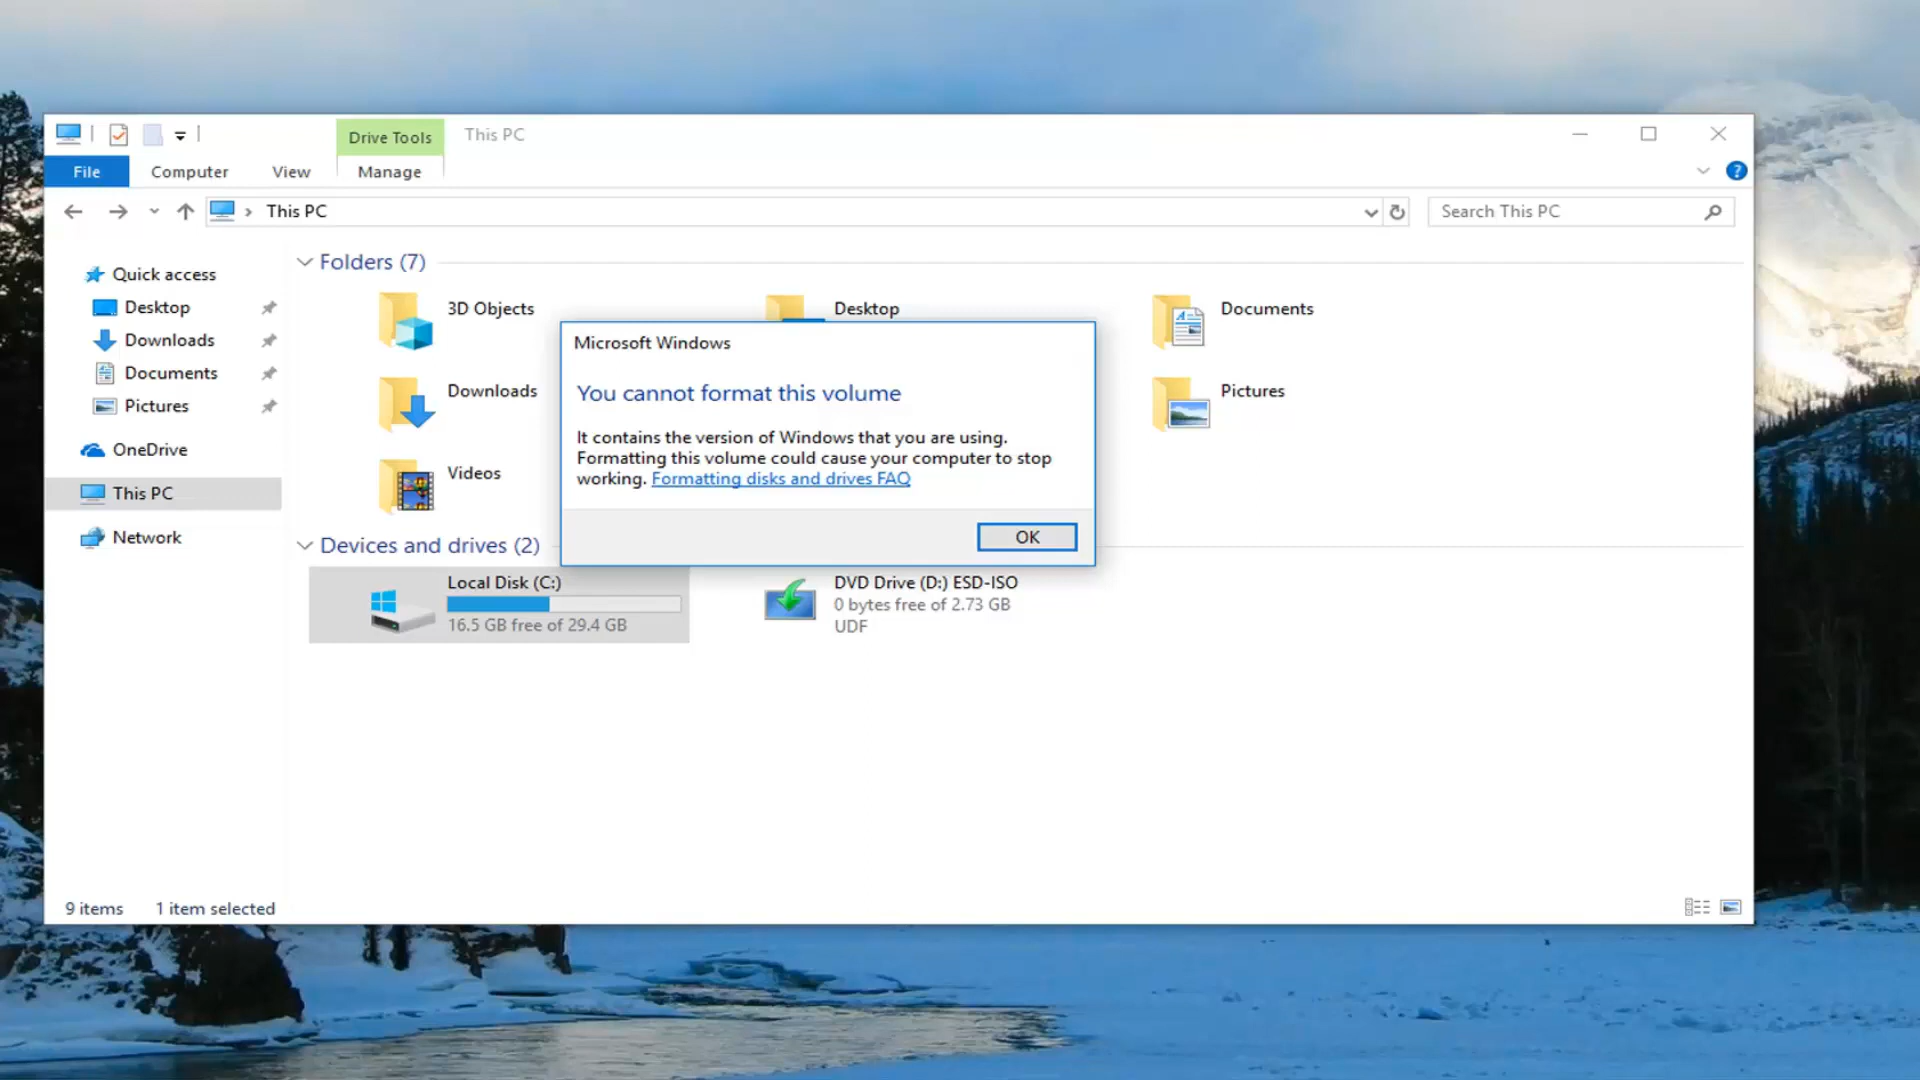 Drive Tools
This PC
File
Computer
View
Manage
?
This PC
Search This PC
Quick access
Desktop
Downloads
Documents
Pictures
OneDrive
This PC
Network
Folders (7)
3D Objects
Desktop
Documents
Downloads
Pictures
Videos
Microsoft Windows
You cannot format this volume
It contains the version of Windows that you are using.
Formatting this volume could cause your computer to stop
working. Formatting disks and drives FAQ
OK
Devices and drives (2)
Local Disk (C:)
16.5 GB free of 29.4 GB
DVD Drive (D:) ESD-ISO
0 bytes free of 2.73 GB
UDF
9 items
1 item selected